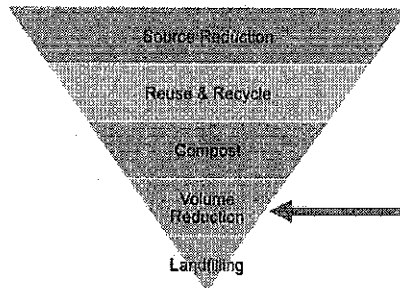 Source Reduction
Reuse & Recycle
Compost
Volume
Reduction
Landfilling